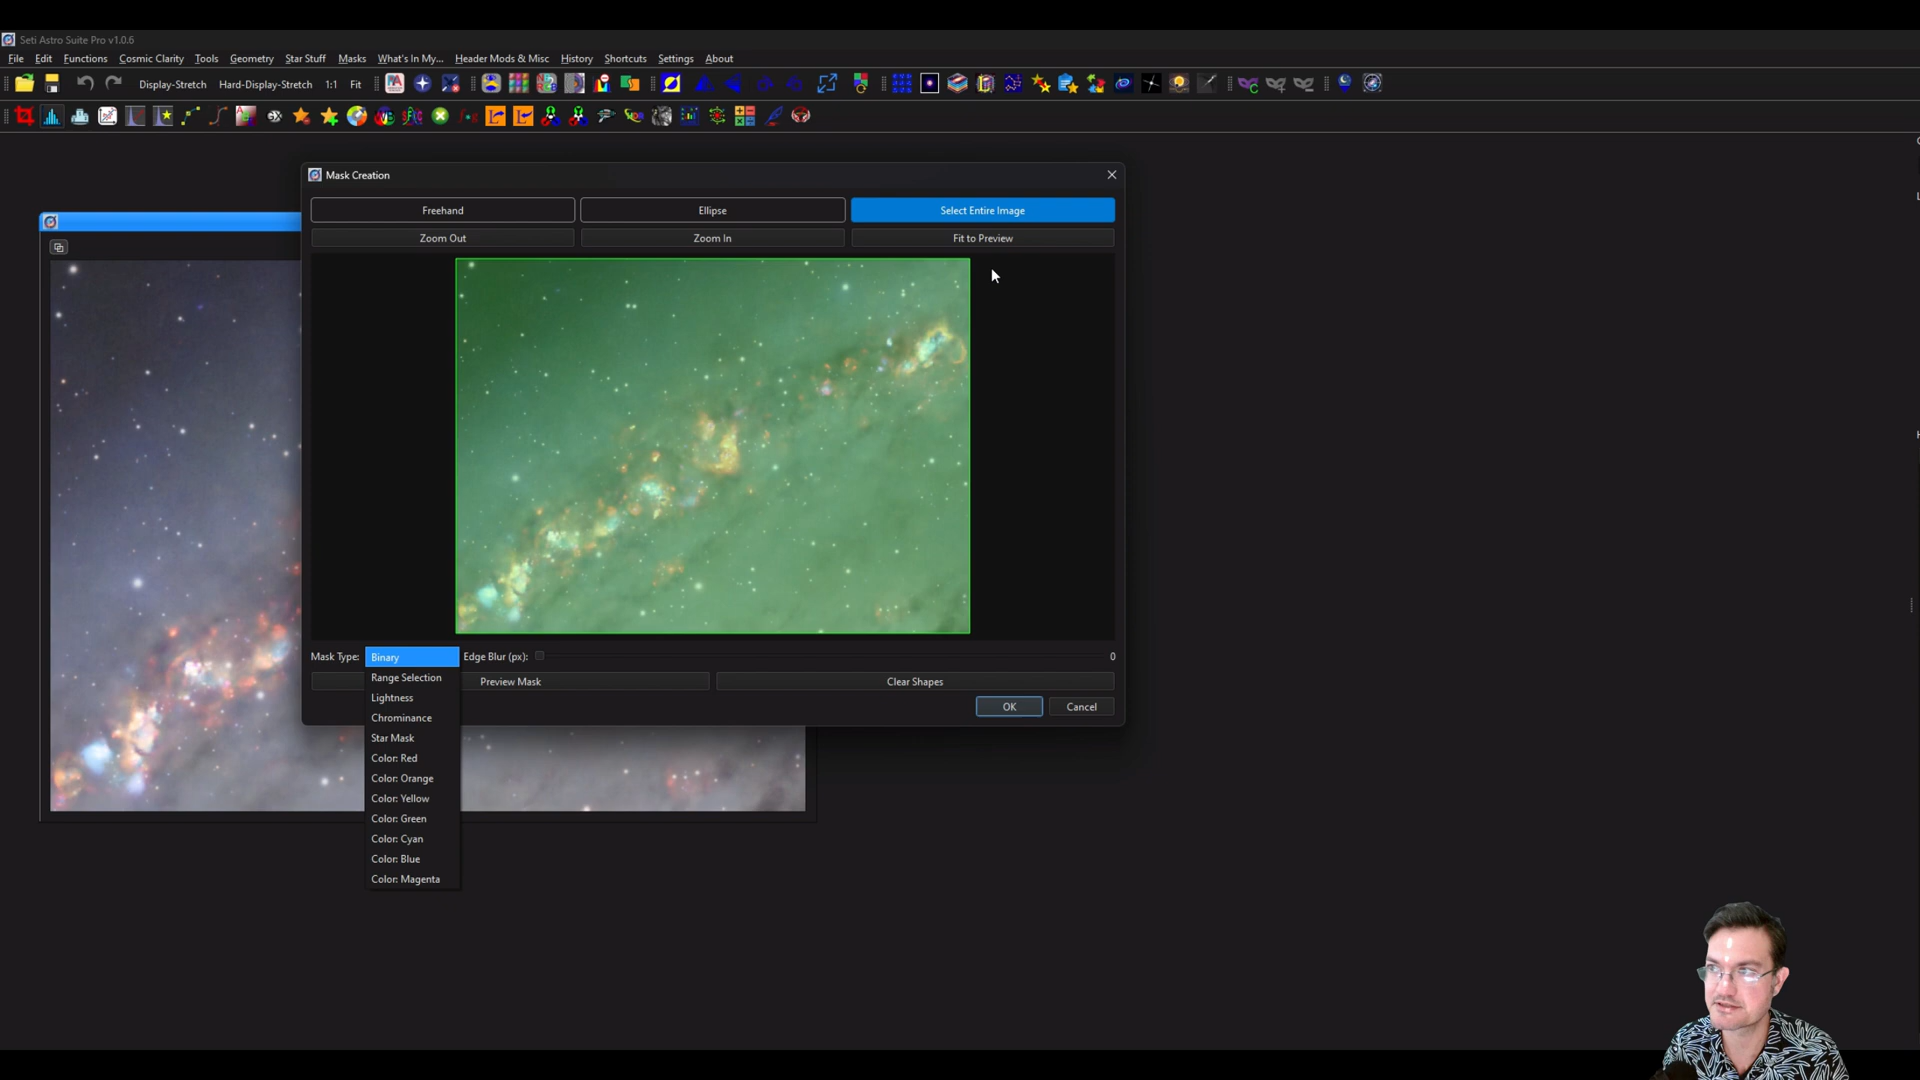 Seti Astro Suite Pro v1.0.6
File Edit Functions Cosmic Clarity Tools Geometry Star Stuff Masks What's In My... Header Mods & Misc History Shortcuts Settings About
Display-Stretch Hard-Display-Stretch 1:1 Fit
Mask Creation
Freehand Ellipse Select Entire Image
Zoom Out Zoom In Fit to Preview
Mask Type: Binary Edge Blur (px): 0
Range Selection
Preview Mask Clear Shapes
Lightness
OK Cancel
Chrominance
Star Mask
Color: Red
Color: Orange
Color: Yellow
Color: Green
Color: Cyan
Color: Blue
Color: Magenta